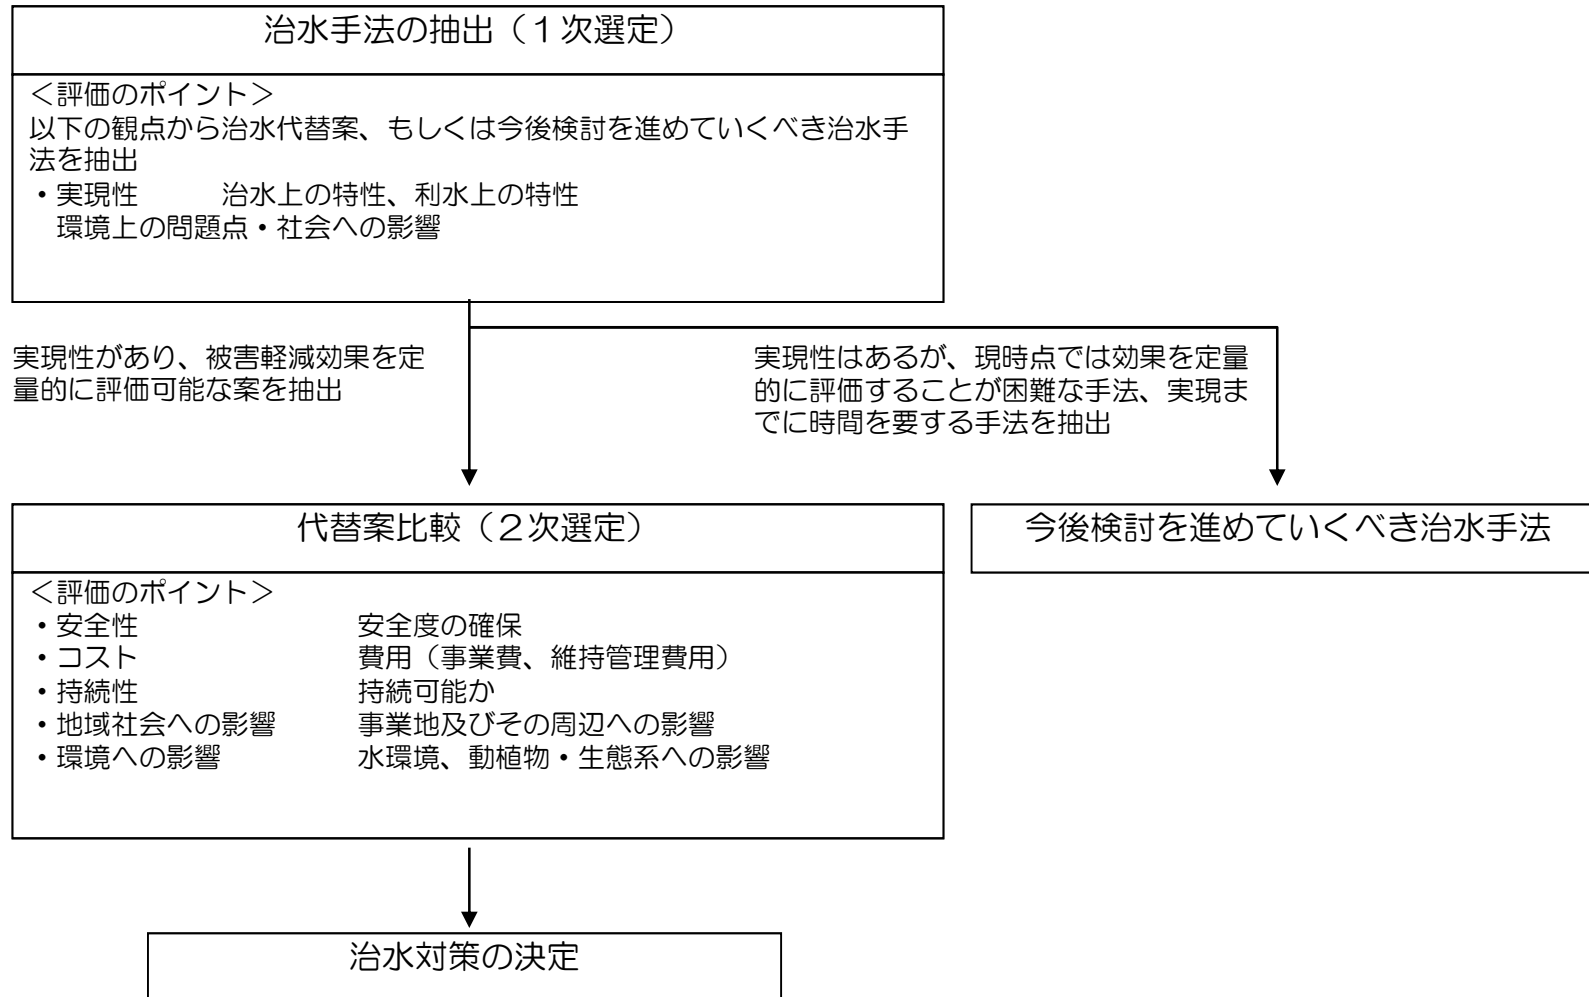 治水手法の抽出（１次選定）
＜評価のポイント＞
以下の観点から治水代替案、もしくは今後検討を進めていくべき治水手
法を抽出
・実現性　　治水上の特性、利水上の特性
環境上の問題点・社会への影響
実現性があり、被害軽減効果を定
量的に評価可能な案を抽出
実現性はあるが、現時点では効果を定量
的に評価することが困難な手法、実現ま
でに時間を要する手法を抽出
代替案比較（２次選定）
今後検討を進めていくべき治水手法
＜評価のポイント＞
・安全性　　安全度の確保
・コスト　　費用（事業費、維持管理費用）
・持続性　　持続可能か
・地域社会への影響　　事業地及びその周辺への影響
・環境への影響　　水環境、動植物・生態系への影響
治水対策の決定